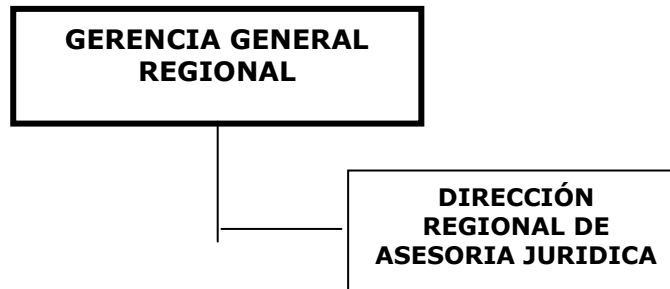 GERENCIA GENERAL
REGIONAL
DIRECCIÓN
REGIONAL DE
ASESORIA JURIDICA